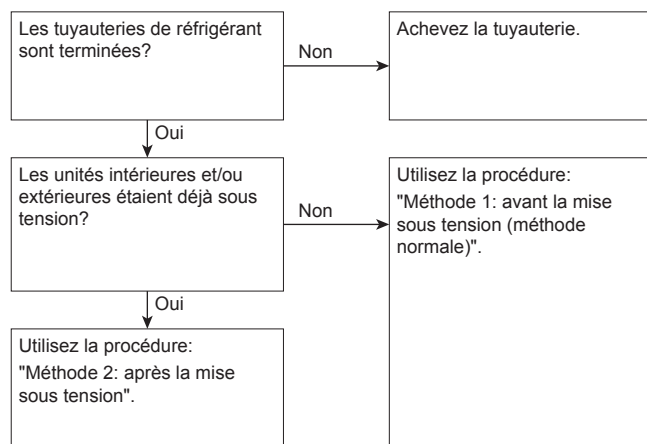 Les tuyauteries de réfrigérant
sont terminées?
Non
Achevez la tuyauterie.
Oui
Les unités intérieures et/ou
extérieures étaient déjà sous
tension?
Non
Utilisez la procédure:
"Méthode 1: avant la mise
sous tension (méthode
normale)".
Oui
Utilisez la procédure:
"Méthode 2: après la mise
sous tension".